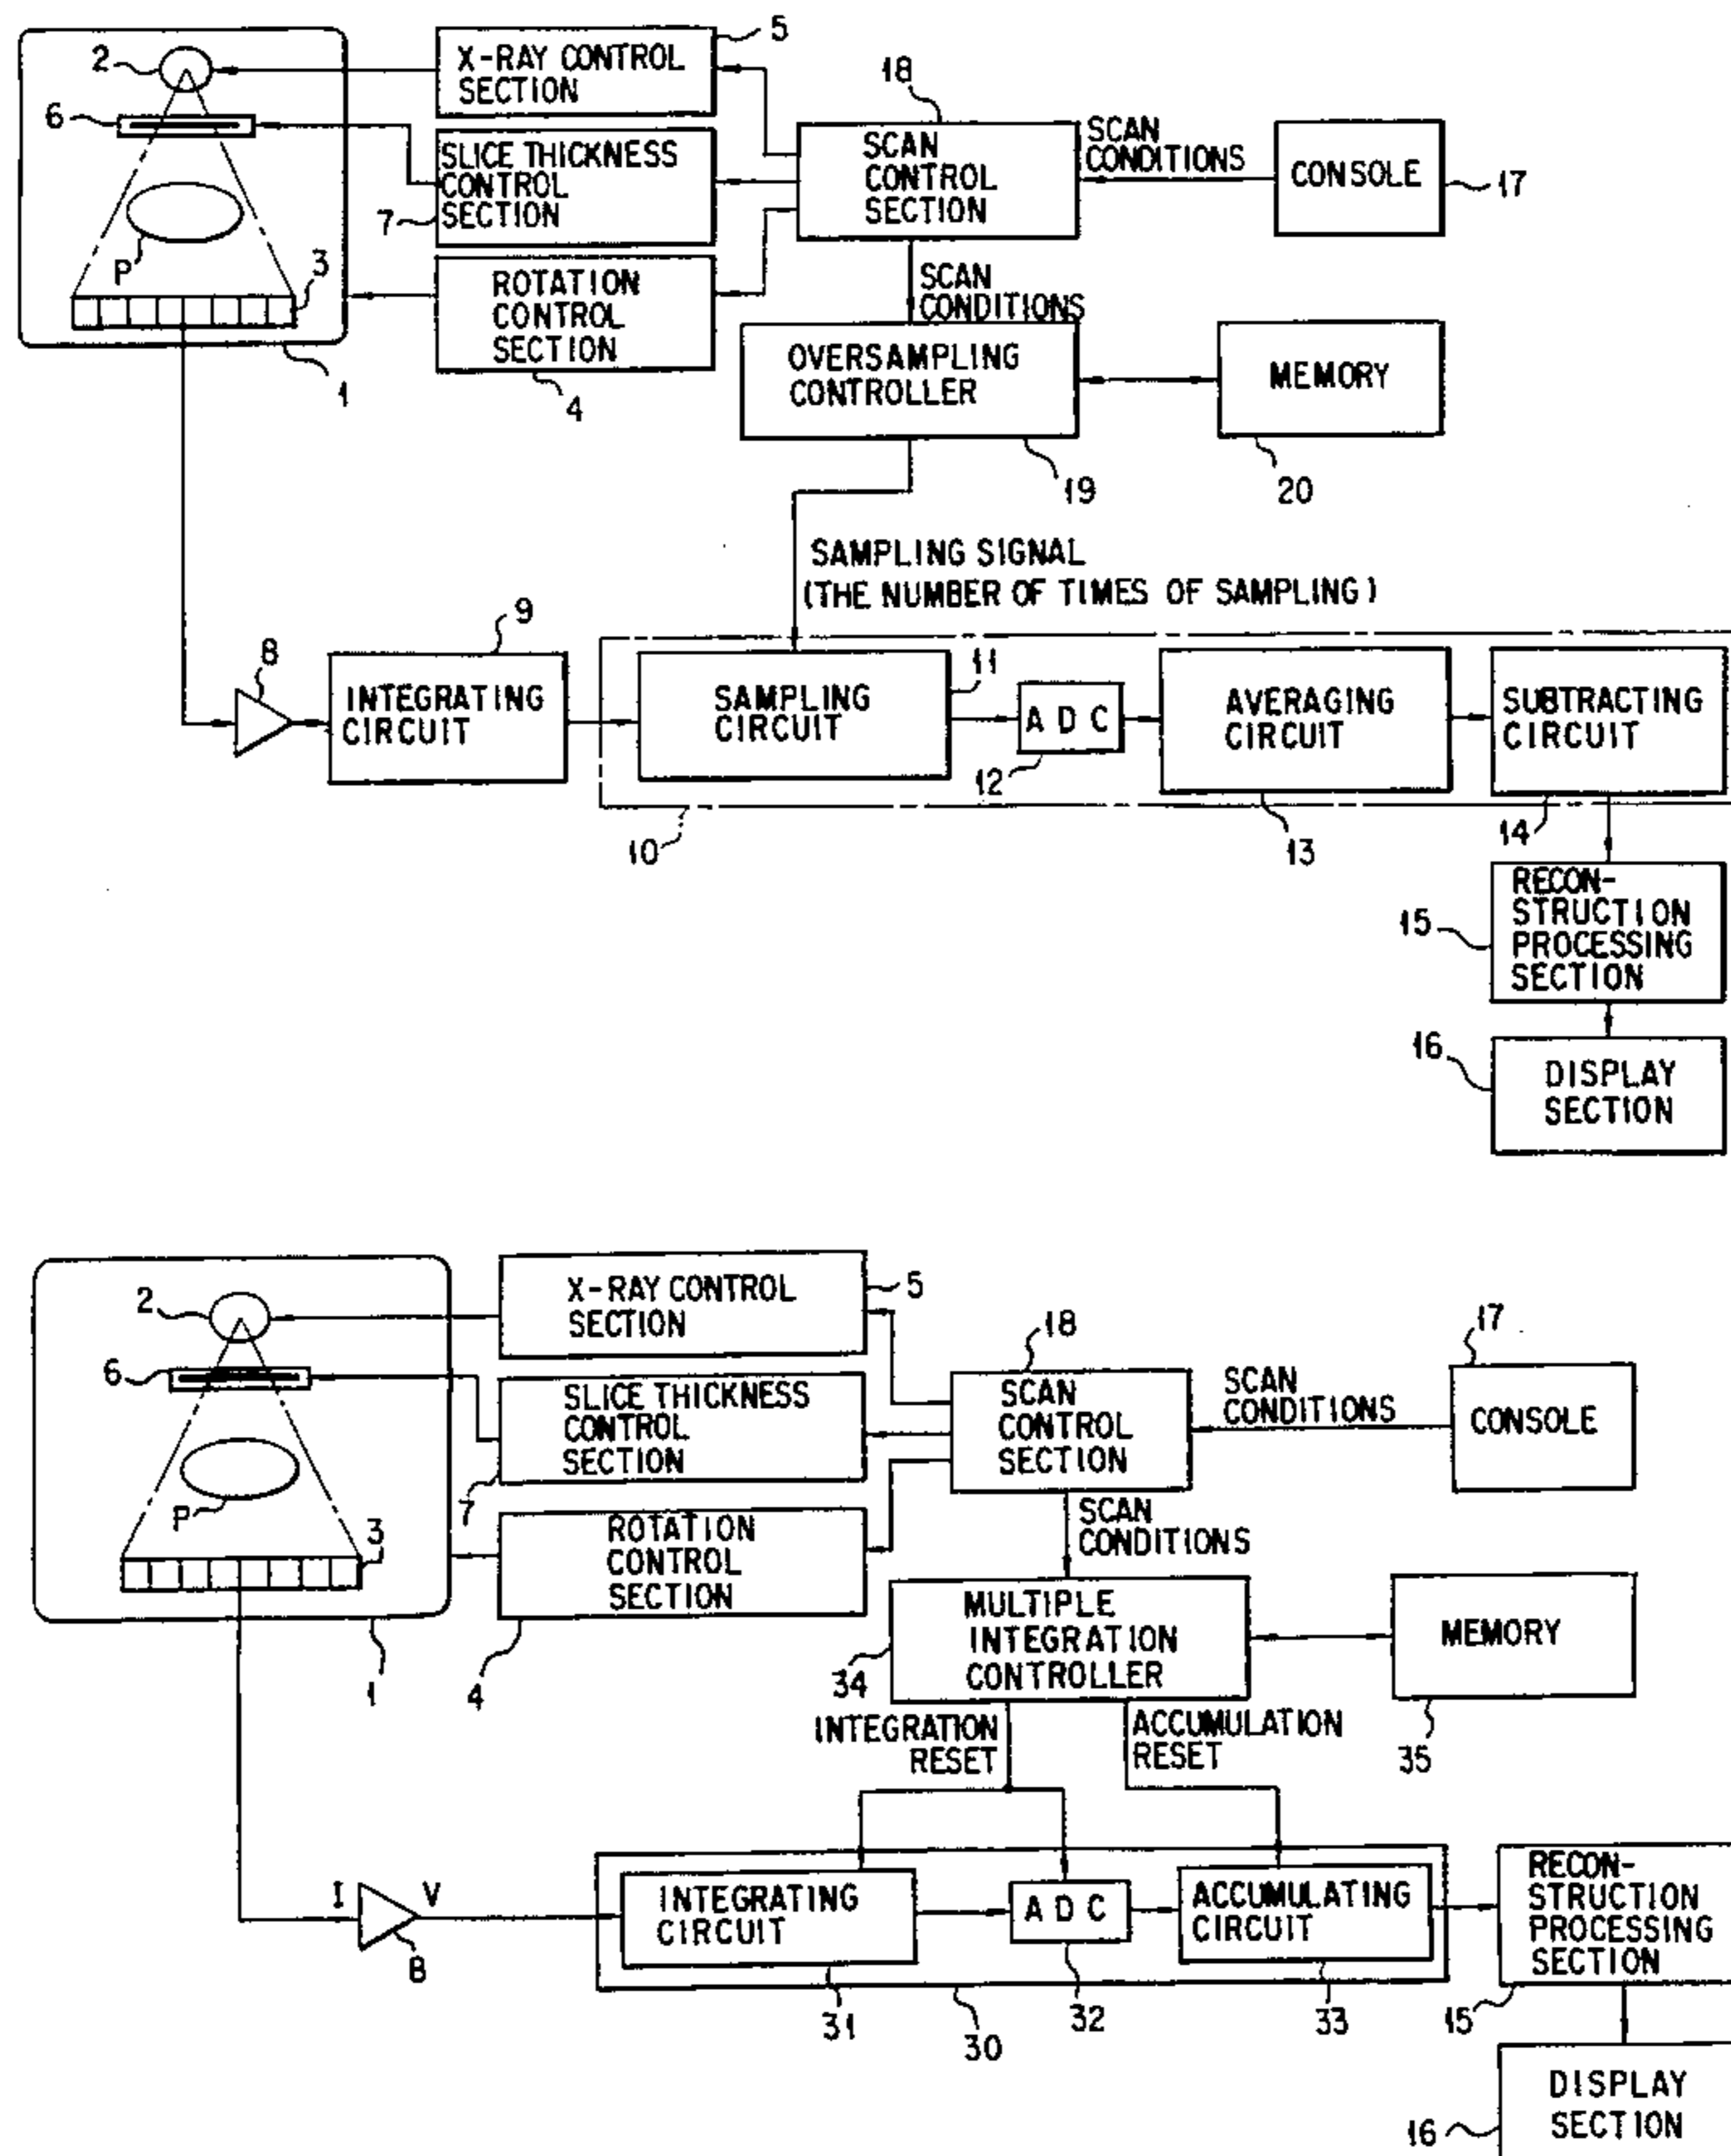 2
6
P
3
1
X-RAY CONTROL
SECTION
5
SLICE THICKNESS
CONTROL
SECTION
7
ROTATION
CONTROL
SECTION
4
18
SCAN
CONTROL
SECTION
SCAN
CONDITIONS
CONSOLE
17
SCAN
CONDITIONS
OVERSAMPLING
CONTROLLER
19
MEMORY
20
SAMPLING SIGNAL
(THE NUMBER OF TIMES OF SAMPLING)
8
9
INTEGRATING
CIRCUIT
SAMPLING
CIRCUIT
11
ADC
12
AVERAGING
CIRCUIT
13
SUBTRACTING
CIRCUIT
14
10
RECON-
STRUCTION
PROCESSING
SECTION
15
DISPLAY
SECTION
16
2
6
P
3
1
X-RAY CONTROL
SECTION
5
SLICE THICKNESS
CONTROL
SECTION
7
ROTATION
CONTROL
SECTION
4
18
SCAN
CONTROL
SECTION
SCAN
CONDITIONS
17
CONSOLE
SCAN
CONDITIONS
MULTIPLE
INTEGRATION
CONTROLLER
34
MEMORY
35
INTEGRATION
RESET
ACCUMULATION
RESET
I
V
8
INTEGRATING
CIRCUIT
31
ADC
32
ACCUMULATING
CIRCUIT
33
30
RECON-
STRUCTION
PROCESSING
SECTION
15
DISPLAY
SECTION
16